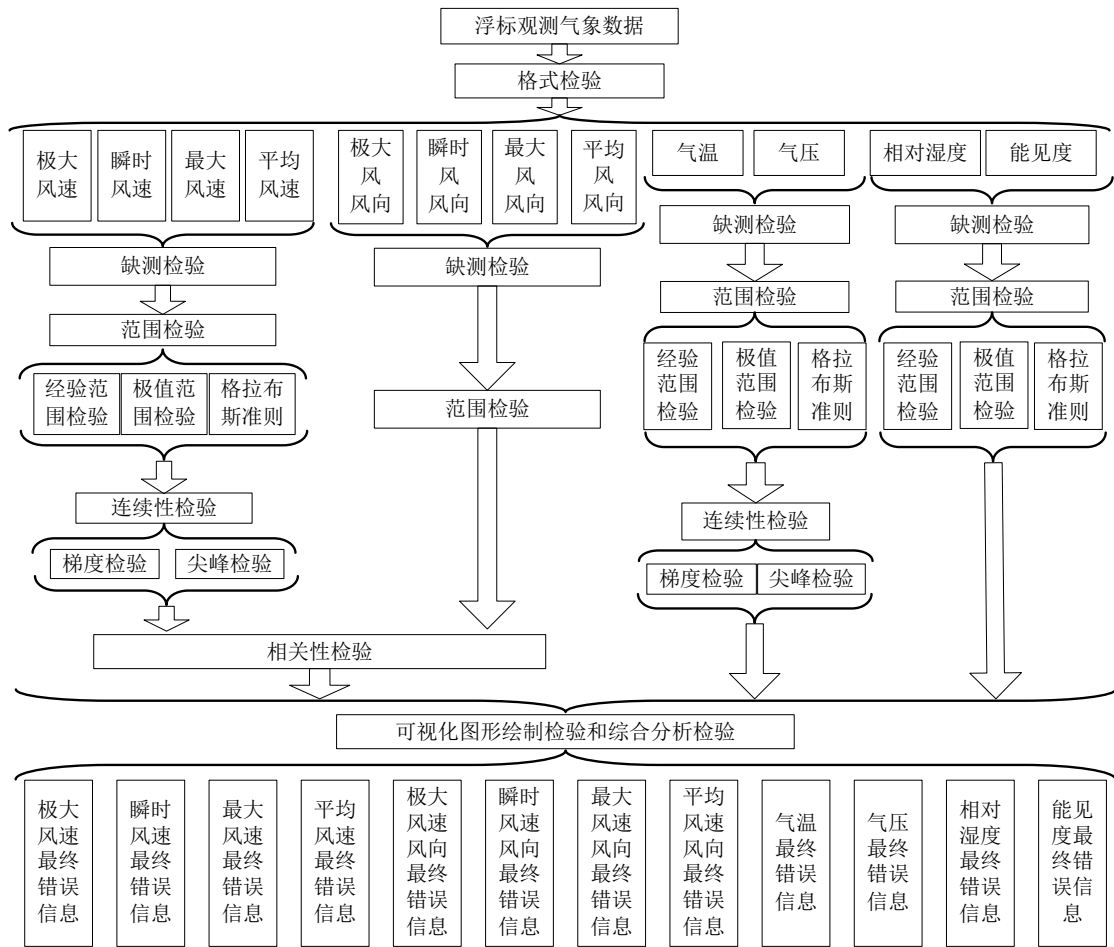 浮标观测气象数据
格式检验
极大
风速
瞬时
风速
最大
风速
平均
风速
极大
风
风向
瞬时
风
风向
最大
风
风向
平均
风
风向
气温
气压
相对湿度
能见度
缺测检验
缺测检验
缺测检验
缺测检验
范围检验
范围检验
范围检验
范围检验
经验范
围检验
极值范
围检验
格拉布
斯准则
经验
范围
检验
极值
范围
检验
格拉
布斯
准则
经验
范围
检验
极值
范围
检验
格拉
布斯
准则
连续性检验
连续性检验
梯度检验
尖峰检验
梯度检验
尖峰检验
相关性检验
可视化图形绘制检验和综合分析检验
极大
风速
最终
错误
信息
瞬时
风速
最终
错误
信息
最大
风速
最终
错误
信息
平均
风速
最终
错误
信息
极大
风速
风向
最终
错误
信息
瞬时
风速
风向
最终
错误
信息
最大
风速
风向
最终
错误
信息
平均
风速
风向
最终
错误
信息
气温
最终
错误
信息
气压
最终
错误
信息
相对
湿度
最终
错误
信息
能见
度最
终错
误信
息